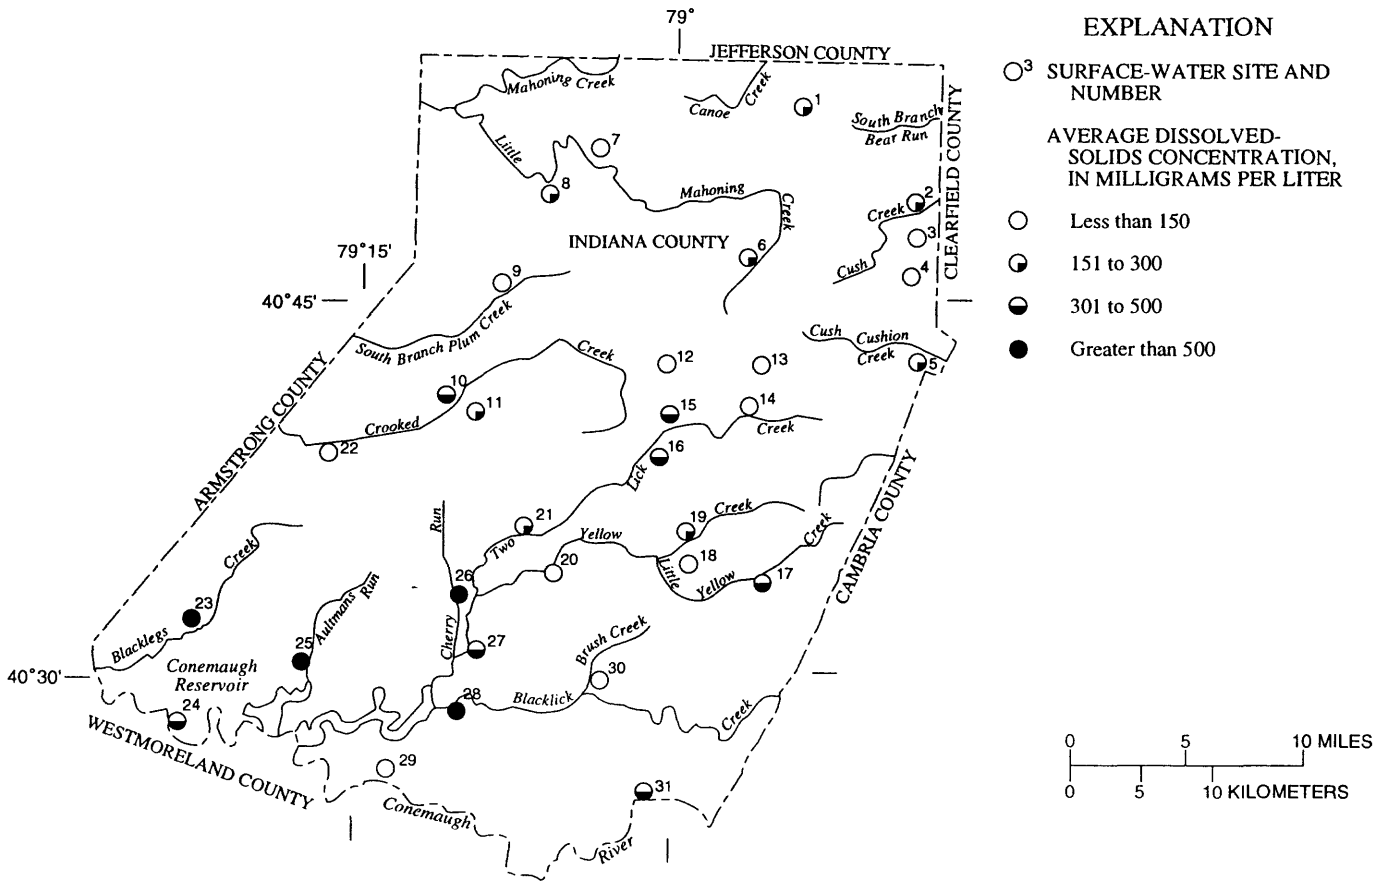 79°
JEFFERSON COUNTY
EXPLANATION
3
SURFACE-WATER SITE AND
NUMBER
AVERAGE DISSOLVED-
SOLIDS CONCENTRATION,
IN MILLIGRAMS PER LITER
Less than 150
151 to 300
301 to 500
Greater than 500
Mahoning
Creek
Canoe
Creek
1
South Branch
Bear Run
CLEARFIELD COUNTY
Little
7
8
Mahoning
Creek
2
Creek
3
INDIANA COUNTY
6
Cush
4
79°15'
9
40°45'
South Branch Plum Creek
Cush
Cushion
Creek
5
Creek
12
13
10
11
15
14
Creek
ARMSTRONG COUNTY
Crooked
22
16
Lick
CAMBRIA COUNTY
Run
21
Two
Yellow
19
Creek
Creek
18
Little
Yellow
17
20
Creek
Aultmans
Run
26
23
Blacklegs
25
Cherry
27
Brush Creek
30
40°30'
Conemaugh
Reservoir
24
28
Blacklick
Creek
WESTMORELAND COUNTY
29
Conemaugh
31
River
0
5
10 MILES
0
5
10 KILOMETERS